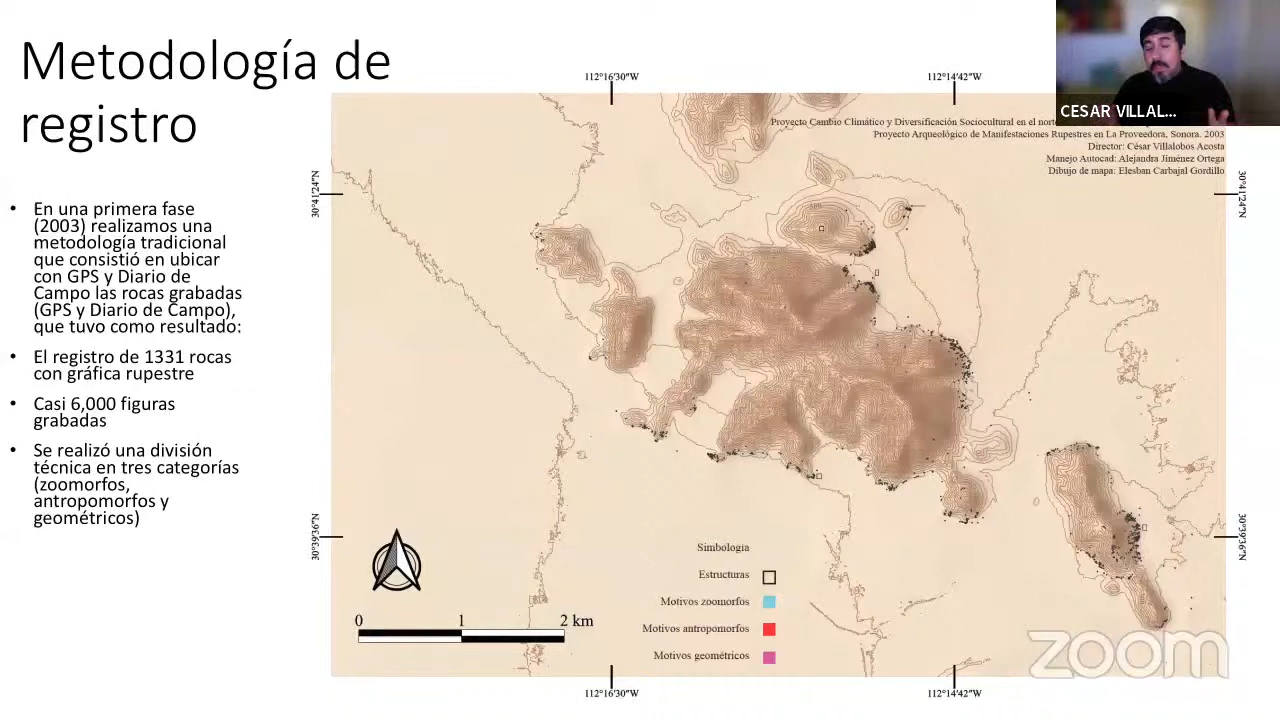 Metodología de
registro
• En una primera fase
(2003) realizamos una
metodología tradicional
que consistió en ubicar
con GPS y Diario de
Campo las rocas grabadas
(GPS y Diario de Campo),
que tuvo como resultado:
• El registro de 1331 rocas
con gráfica rupestre
• Casi 6,000 figuras
grabadas
• Se realizó una división
técnica en tres categorías
(zoomorfos,
antropomorfos y
geométricos)
112°16'30"W
112°14'42"W
CESAR VILLAL...
Proyecto Cambio Climático y Diversificación Sociocultural en el nort
Proyecto Arqueológico de Manifestaciones Rupestres en La Proveedora, Sonora. 2003
Director: César Villalobos Acosta
Manejo Autocad: Alejandra Jiménez Ortega
Dibujo de mapa: Elesban Carbajal Gordillo
30°41'24"N
30°41'24"N
30°39'36"N
30°39'36"N
Simbologia
Estructuras
Motivos zoomorfos
Motivos antropomorfos
Motivos geométricos
0 1 2 km
zoom
112°16'30"W
112°14'42"W